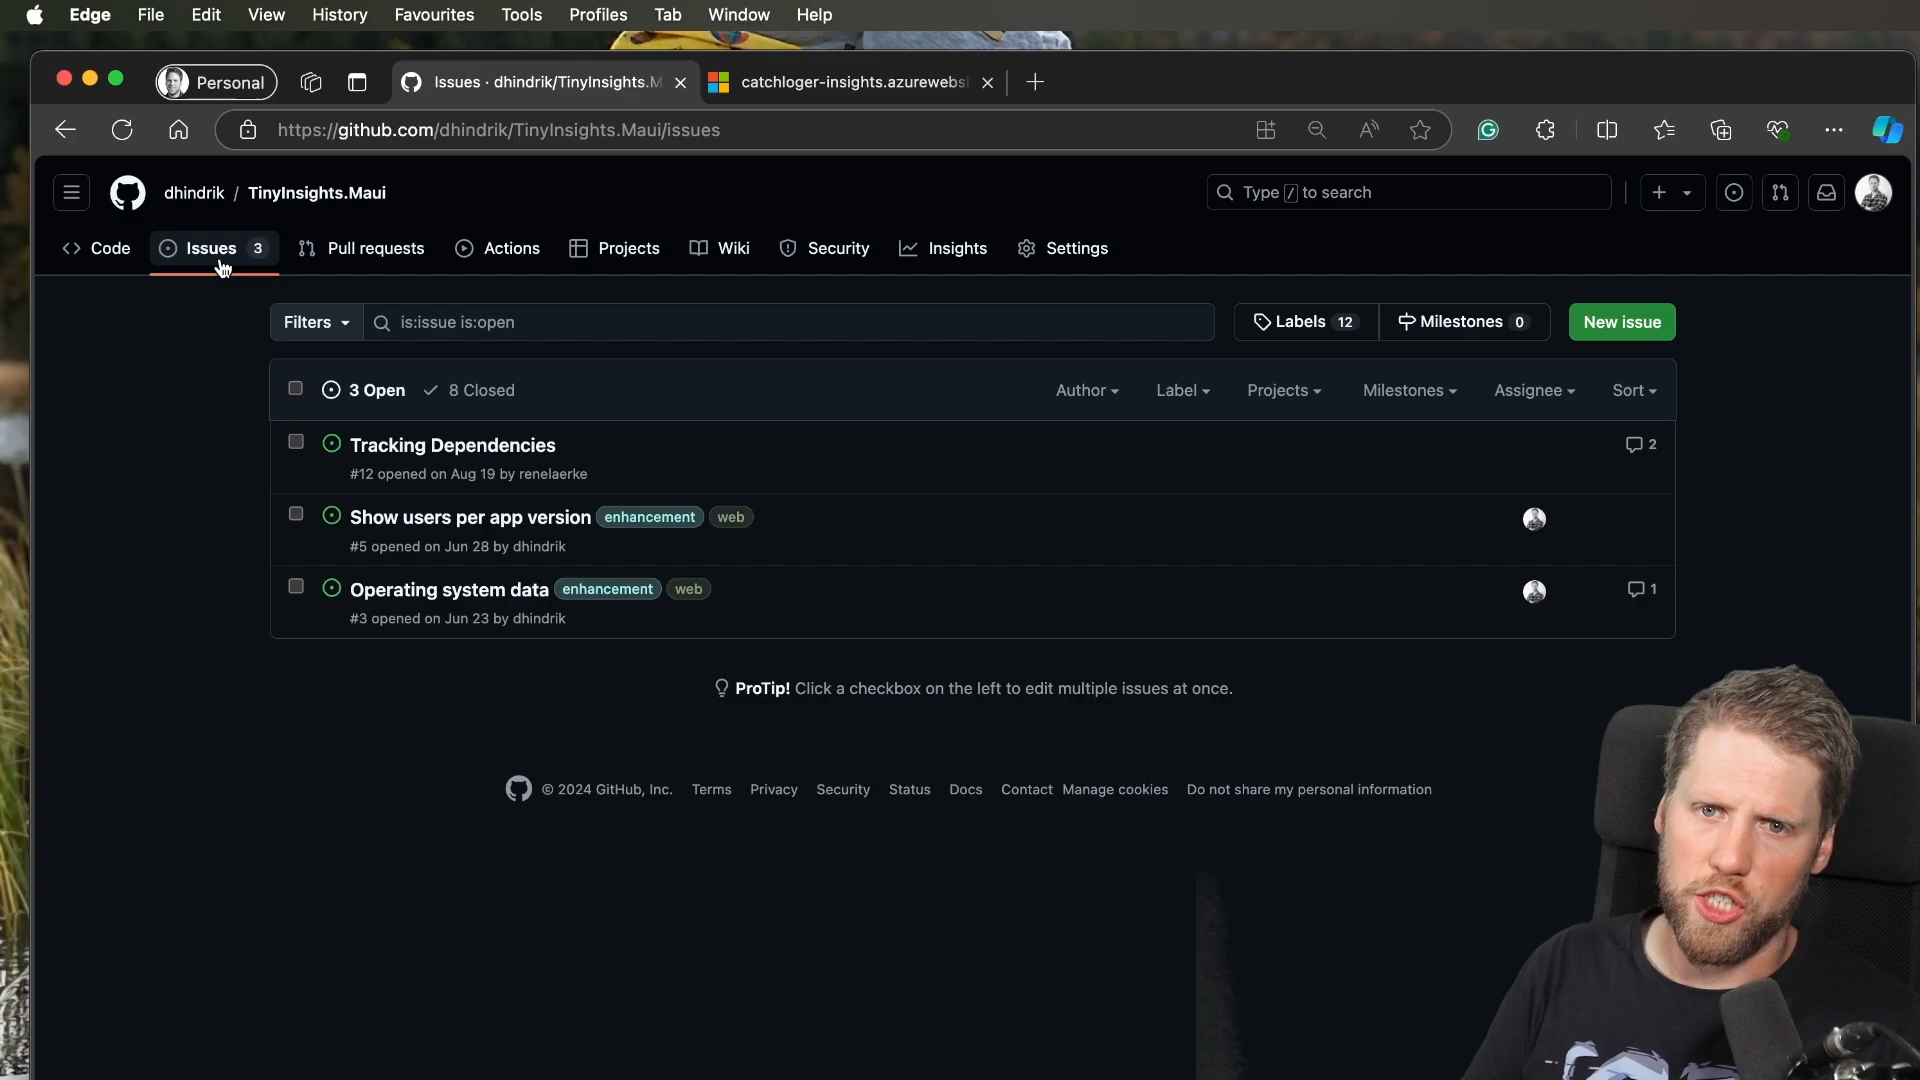 Edge File Edit View History Favourites Tools Profiles Tab Window Help
Personal Issues · dhindrik/TinyInsights.M catchloger-insights.azurewebsi
https://github.com/dhindrik/TinyInsights.Maui/issues
dhindrik / TinyInsights.Maui Type / to search
Code Issues 3 Pull requests Actions Projects Wiki Security Insights Settings
Filters is:issue is:open Labels 12 Milestones 0 New issue
3 Open 8 Closed Author Label Projects Milestones Assignee Sort
Tracking Dependencies 2
#12 opened on Aug 19 by renelaerke
Show users per app version enhancement web
#5 opened on Jun 28 by dhindrik
Operating system data enhancement web 1
#3 opened on Jun 23 by dhindrik
ProTip! Click a checkbox on the left to edit multiple issues at once.
© 2024 GitHub, Inc. Terms Privacy Security Status Docs Contact Manage cookies Do not share my personal information